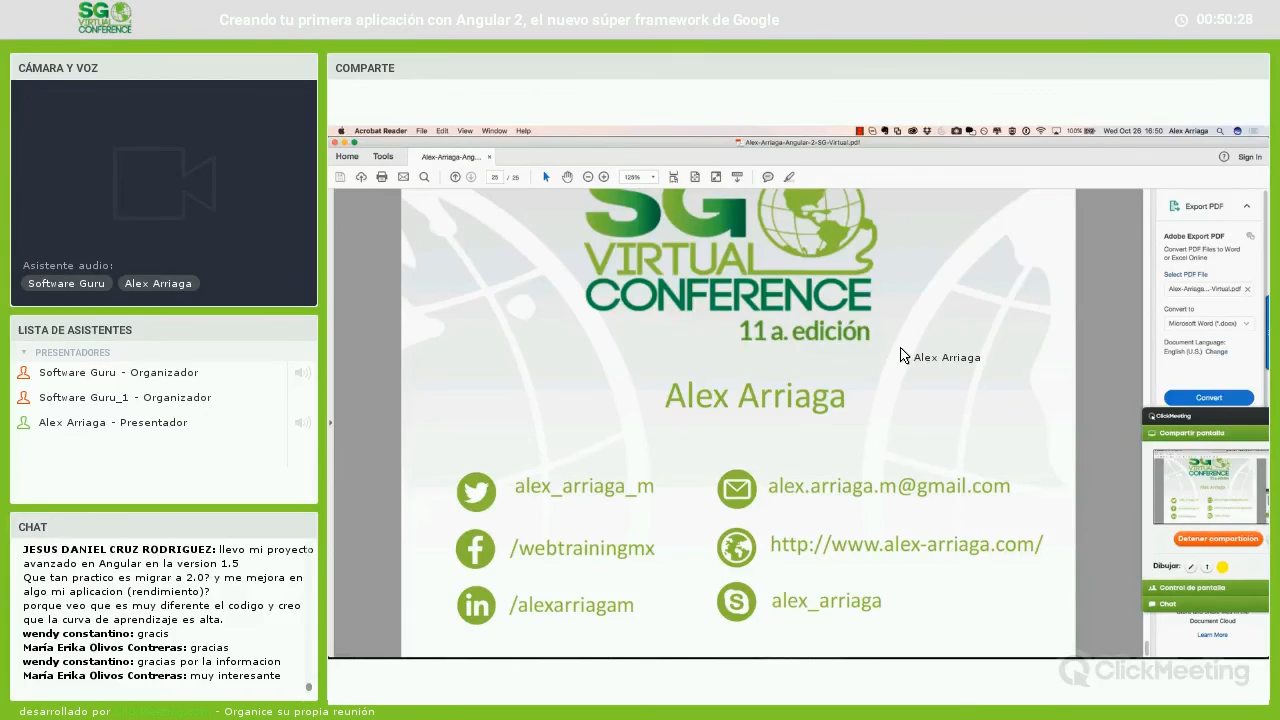 SG
VIRTUAL
CONFERENCE
Creando tu primera aplicación con Angular 2, el nuevo súper framework de Google
00:50:28
CÁMARA Y VOZ
Asistente audio:
Software Guru
Alex Arriaga
LISTA DE ASISTENTES
PRESENTADORES
Software Guru - Organizador
Software Guru_1 - Organizador
Alex Arriaga - Presentador
CHAT
JESUS DANIEL CRUZ RODRIGUEZ: llevo mi proyecto
avanzado en Angular en la version 1.5
Que tan practico es migrar a 2.0? y me mejora en
algo mi aplicacion (rendimiento)?
porque veo que es muy diferente el codigo y creo
que la curva de aprendizaje es alta.
wendy constantino: gracis
María Erika Olivos Contreras: gracias
wendy constantino: gracias por la informacion
María Erika Olivos Contreras: muy interesante
desarrollado por
- Organice su propia reunión
COMPARTE
Acrobat Reader File Edit View Window Help
100% Wed Oct 26 16:50 Alex Arriaga
Alex-Arriaga-Angular-2-SG-Virtual.pdf
Home Tools Alex-Arriaga-Ang... × Sign In
25 / 25 125%
SG
VIRTUAL
CONFERENCE
11 a. edición
Alex Arriaga
Alex Arriaga
alex_arriaga_m
alex.arriaga.m@gmail.com
/webtrainingmx
http://www.alex-arriaga.com/
/alexarriagam
alex_arriaga
Export PDF
Adobe Export PDF
Convert PDF Files to Word
or Excel Online
Select PDF File
Alex-Arriaga...-Virtual.pdf
Convert to
Microsoft Word (*.docx)
Document Language:
English (U.S.) Change
Convert
ClickMeeting
Compartir pantalla
Detener comparticion
Dibujar:
Control de pantalla
Chat
Document Cloud
Learn More
ClickMeeting